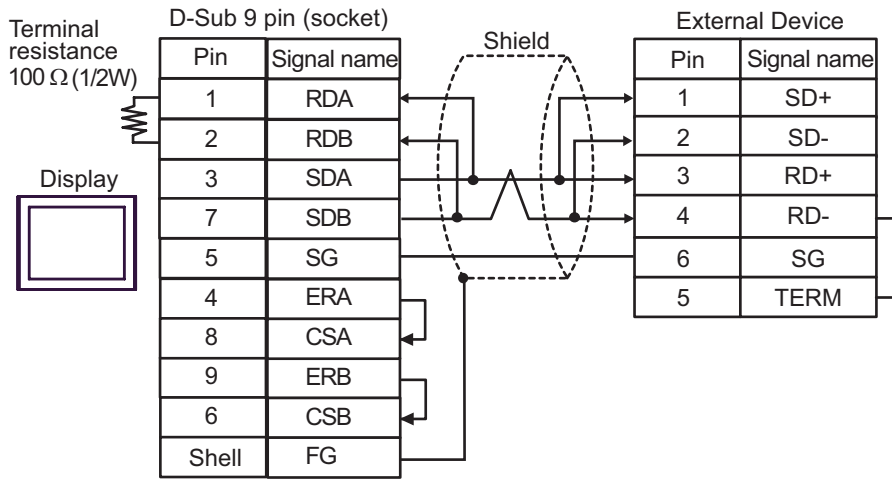 D-Sub 9 pin (socket)
External Device
Terminal
resistance
100 Ω (1/2W)
Shield
Display
Pin Signal name
1 RDA
2 RDB
3 SDA
7 SDB
5 SG
4 ERA
8 CSA
9 ERB
6 CSB
Shell FG
Pin Signal name
1 SD+
2 SD-
3 RD+
4 RD-
6 SG
5 TERM